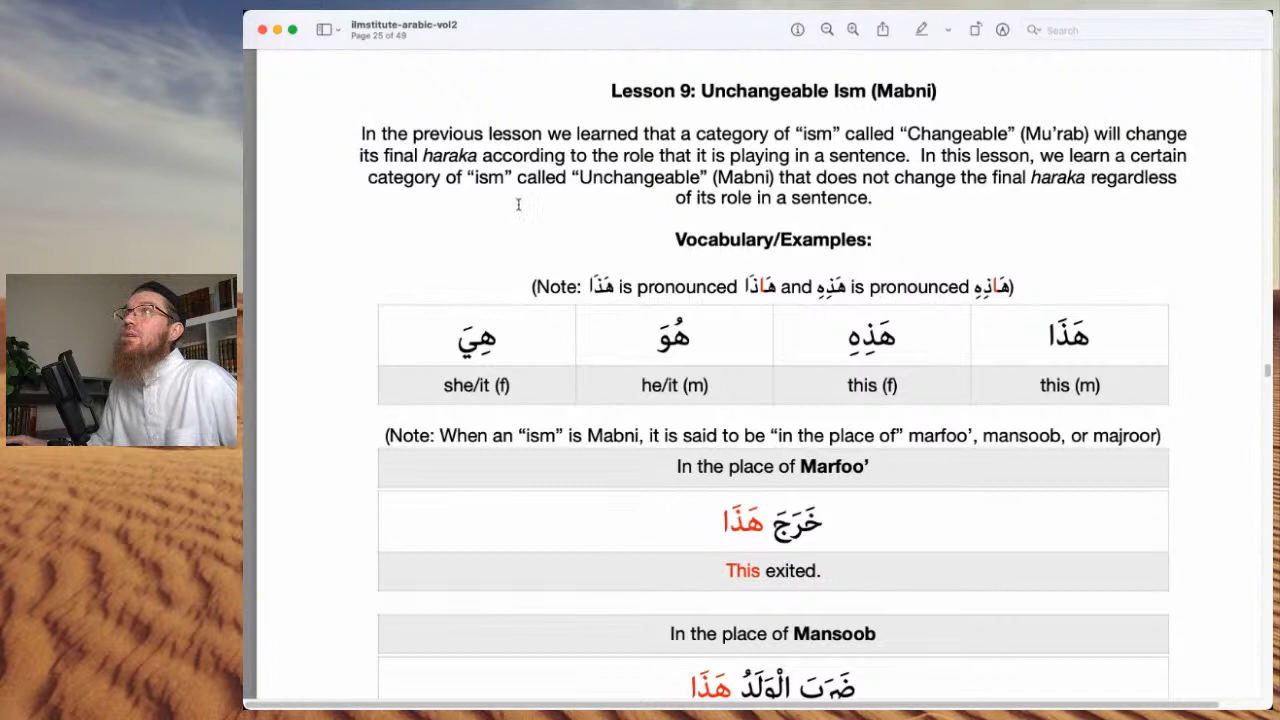 ilmstitute-arabic-vol2
Page 25 of 49
Search
Lesson 9: Unchangeable Ism (Mabni)
In the previous lesson we learned that a category of “ism” called “Changeable” (Mu’rab) will change
its final haraka according to the role that it is playing in a sentence. In this lesson, we learn a certain
category of “ism” called “Unchangeable” (Mabni) that does not change the final haraka regardless
of its role in a sentence.
Vocabulary/Examples:
(Note: هَذَا is pronounced هَاذَا and هَذِهِ is pronounced هَاذِهِ)
هَذَا هَذِهِ هُوَ هِيَ
she/it (f) he/it (m) this (f) this (m)
(Note: When an “ism” is Mabni, it is said to be “in the place of” marfoo’, mansoob, or majroor)
In the place of Marfoo’
خَرَجَ هَذَا
This exited.
In the place of Mansoob
ضَرَبَ الْوَلَدُ هَذَا